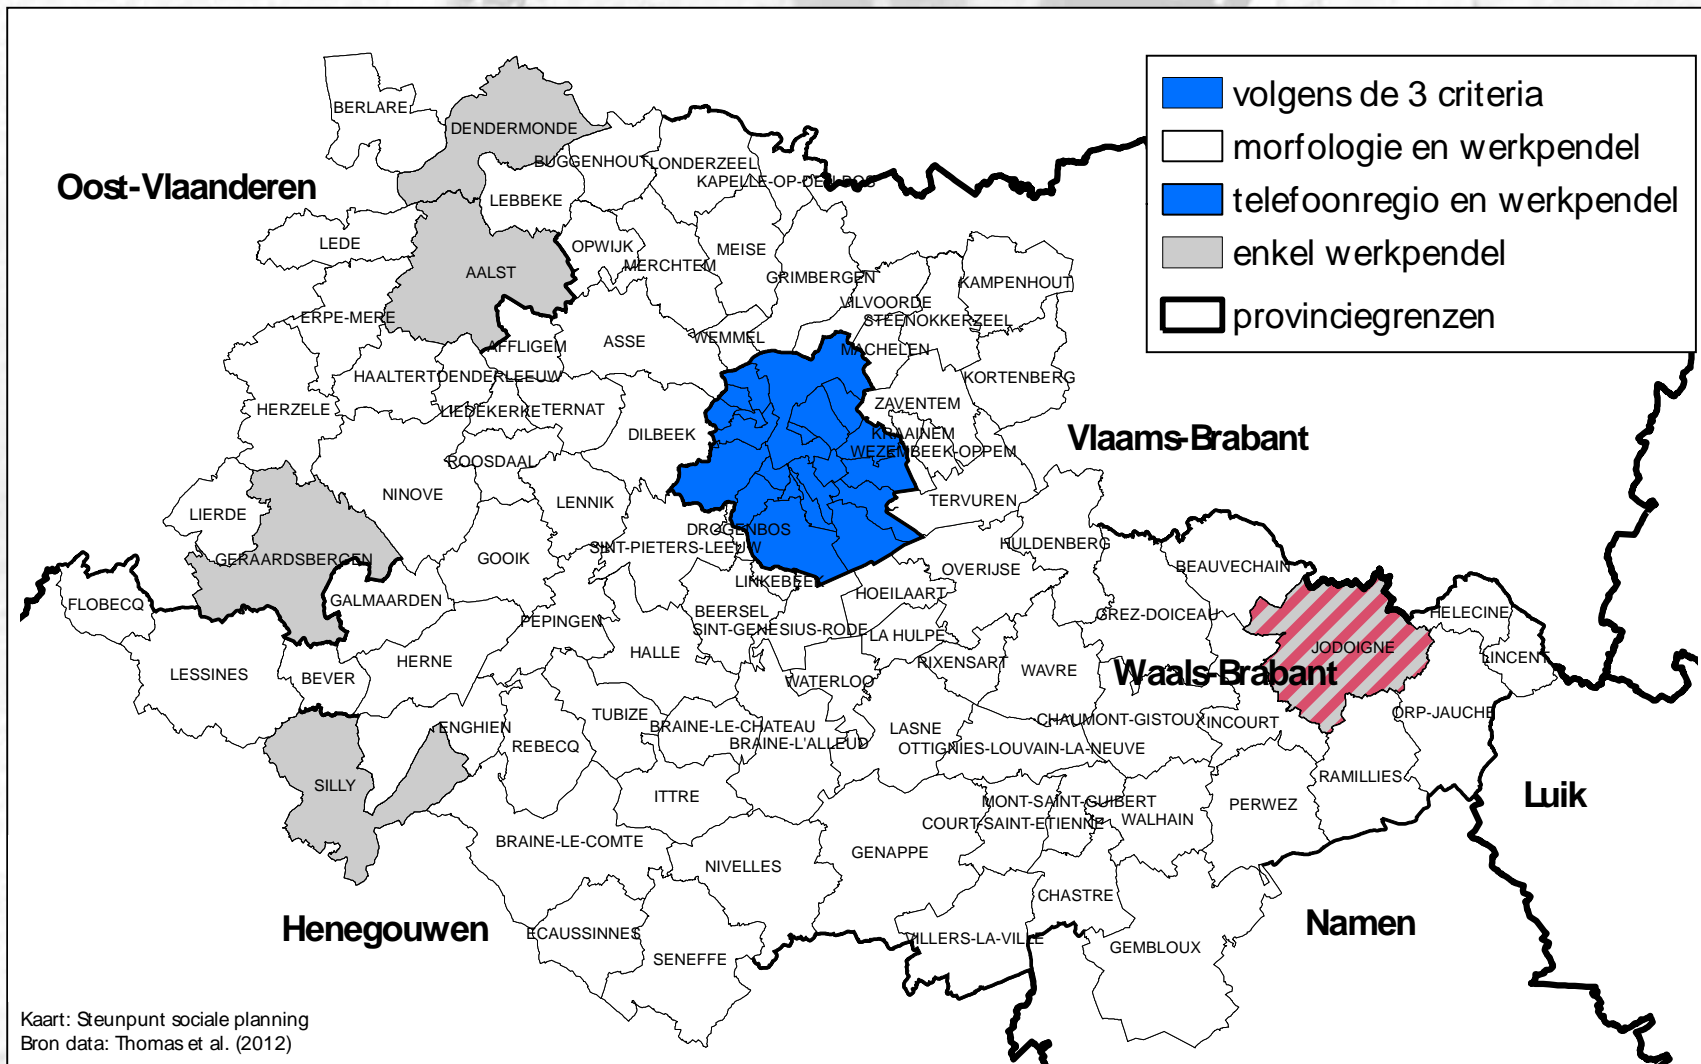 volgens de 3 criteria
morfologie en werkpendel
telefoonregio en werkpendel
enkel werkpendel
provinciegrenzen
BERLARE
DENDERMONDE
BUGGENHOUT
LONDERZEEL
KAPELLE-OP-DEN-BOS
Oost-Vlaanderen
LEBBEKE
LEDE
OPWIJK
MEISE
MERCHTEM
AALST
GRIMBERGEN
KAMPENHOUT
VILVOORDE
ERPE-MERE
STEENOKKERZEEL
AFFLIGEM
ASSE
WEMMEL
MACHELEN
HAALTERT
DENDERLEEUW
KORTENBERG
HERZELE
LIEDEKERKE
TERNAT
ZAVENTEM
DILBEEK
KRAAINEM
Vlaams-Brabant
WEZEMBEEK-OPPEM
ROOSDAAL
NINOVE
LENNIK
TERVUREN
LIERDE
DROGENBOS
SINT-PIETERS-LEEUW
HULDENBERG
GERAARDSBERGEN
GOOIK
OVERIJSE
BEAUVECHAIN
LINKEBEEK
HOEILAART
FLOBECQ
GALMAARDEN
BEERSEL
GREZ-DOICEAU
HELECINE
PEPINGEN
SINT-GENESIUS-RODE
LA HULPE
JODOIGNE
HALLE
LINCENT
HERNE
RIXENSART
WAVRE
Waals-Brabant
LESSINES
BEVER
WATERLOO
TUBIZE
ORP-JAUCHE
ENGHIEN
BRAINE-LE-CHATEAU
LASNE
CHAUMONT-GISTOUX
INCOURT
REBECQ
BRAINE-L'ALLEUD
OTTIGNIES-LOUVAIN-LA-NEUVE
SILLY
RAMILLIES
ITTRE
MONT-SAINT-GUIBERT
PERWEZ
Luik
COURT-SAINT-ETIENNE
WALHAIN
BRAINE-LE-COMTE
GENAPPE
NIVELLES
CHASTRE
Henegouwen
Namen
ECAUSSINNES
VILLERS-LA-VILLE
GEMBLOUX
SENEFFE
Kaart: Steunpunt sociale planning
Bron data: Thomas et al. (2012)